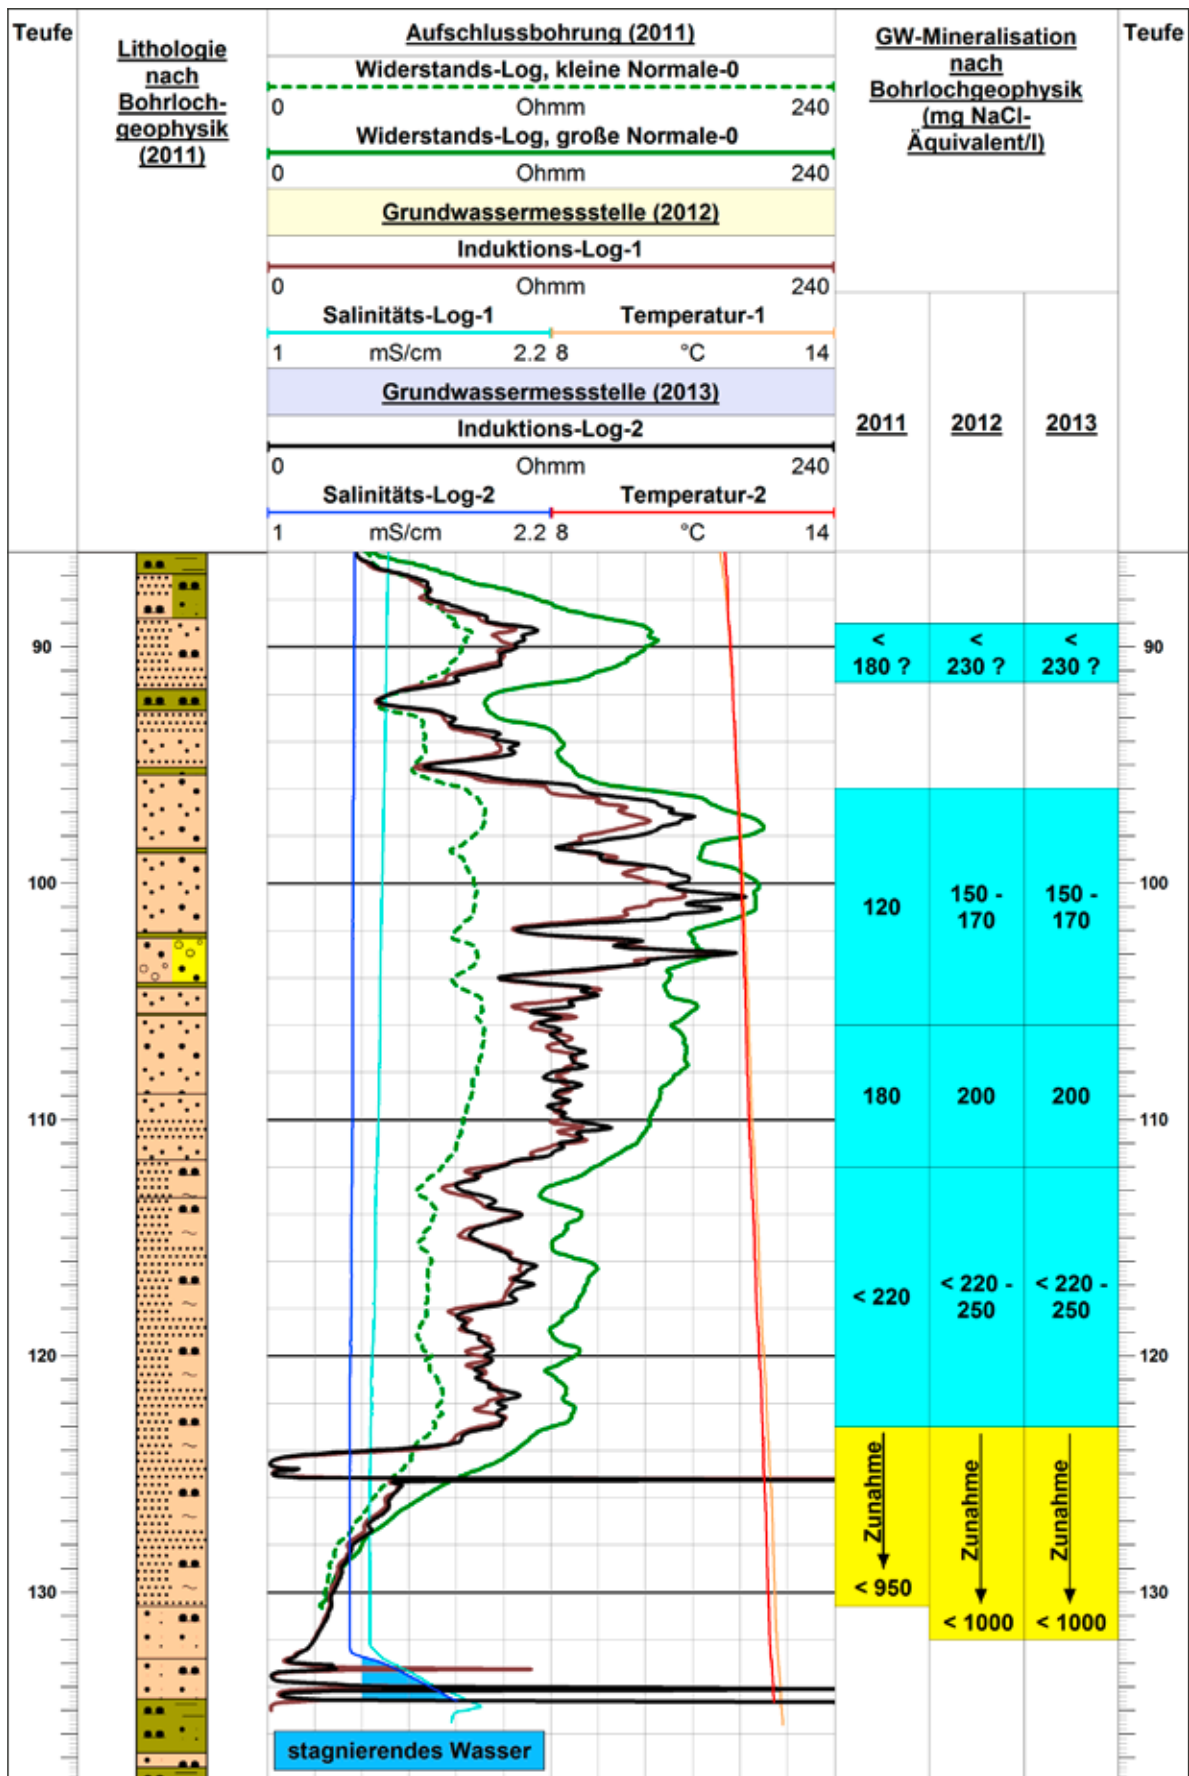 Teufe
Lithologie
nach
Bohrloch-
geophysik
(2011)
Aufschlussbohrung (2011)
Widerstands-Log, kleine Normale-0
0 Ohmm 240
Widerstands-Log, große Normale-0
0 Ohmm 240
Grundwassermessstelle (2012)
Induktions-Log-1
0 Ohmm 240
Salinitäts-Log-1 Temperatur-1
1 mS/cm 2.2 8 °C 14
Grundwassermessstelle (2013)
Induktions-Log-2
0 Ohmm 240
Salinitäts-Log-2 Temperatur-2
1 mS/cm 2.2 8 °C 14
GW-Mineralisation
nach
Bohrlochgeophysik
(mg NaCl-
Äquivalent/l)
2011 2012 2013
Teufe
90
100
110
120
130
< 180 ?
< 230 ?
< 230 ?
120
150 -
170
150 -
170
180 200 200
< 220
< 220 -
250
< 220 -
250
Zunahme
Zunahme
Zunahme
< 950
< 1000
< 1000
90
100
110
120
130
stagnierendes Wasser